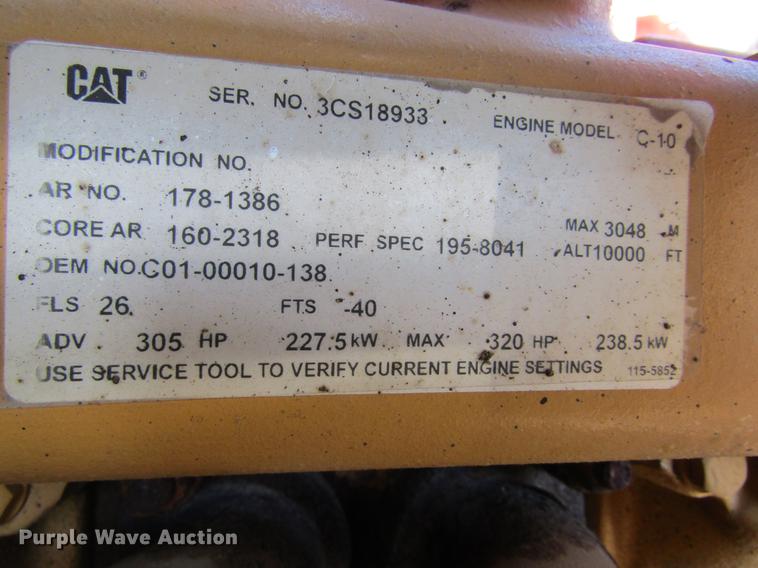 CAT® SER. NO. 3CS18933 ENGINE MODEL C-10
MODIFICATION NO.
AR NO. 178-1386
CORE AR 160-2318 PERF SPEC 195-8041 MAX 3048 M
ALT 10000 FT
OEM NO. C01-00010-138
FLS 26 FTS -40
ADV 305 HP 227.5 kW MAX 320 HP 238.5 kW
USE SERVICE TOOL TO VERIFY CURRENT ENGINE SETTINGS 115-5852
Purple Wave Auction